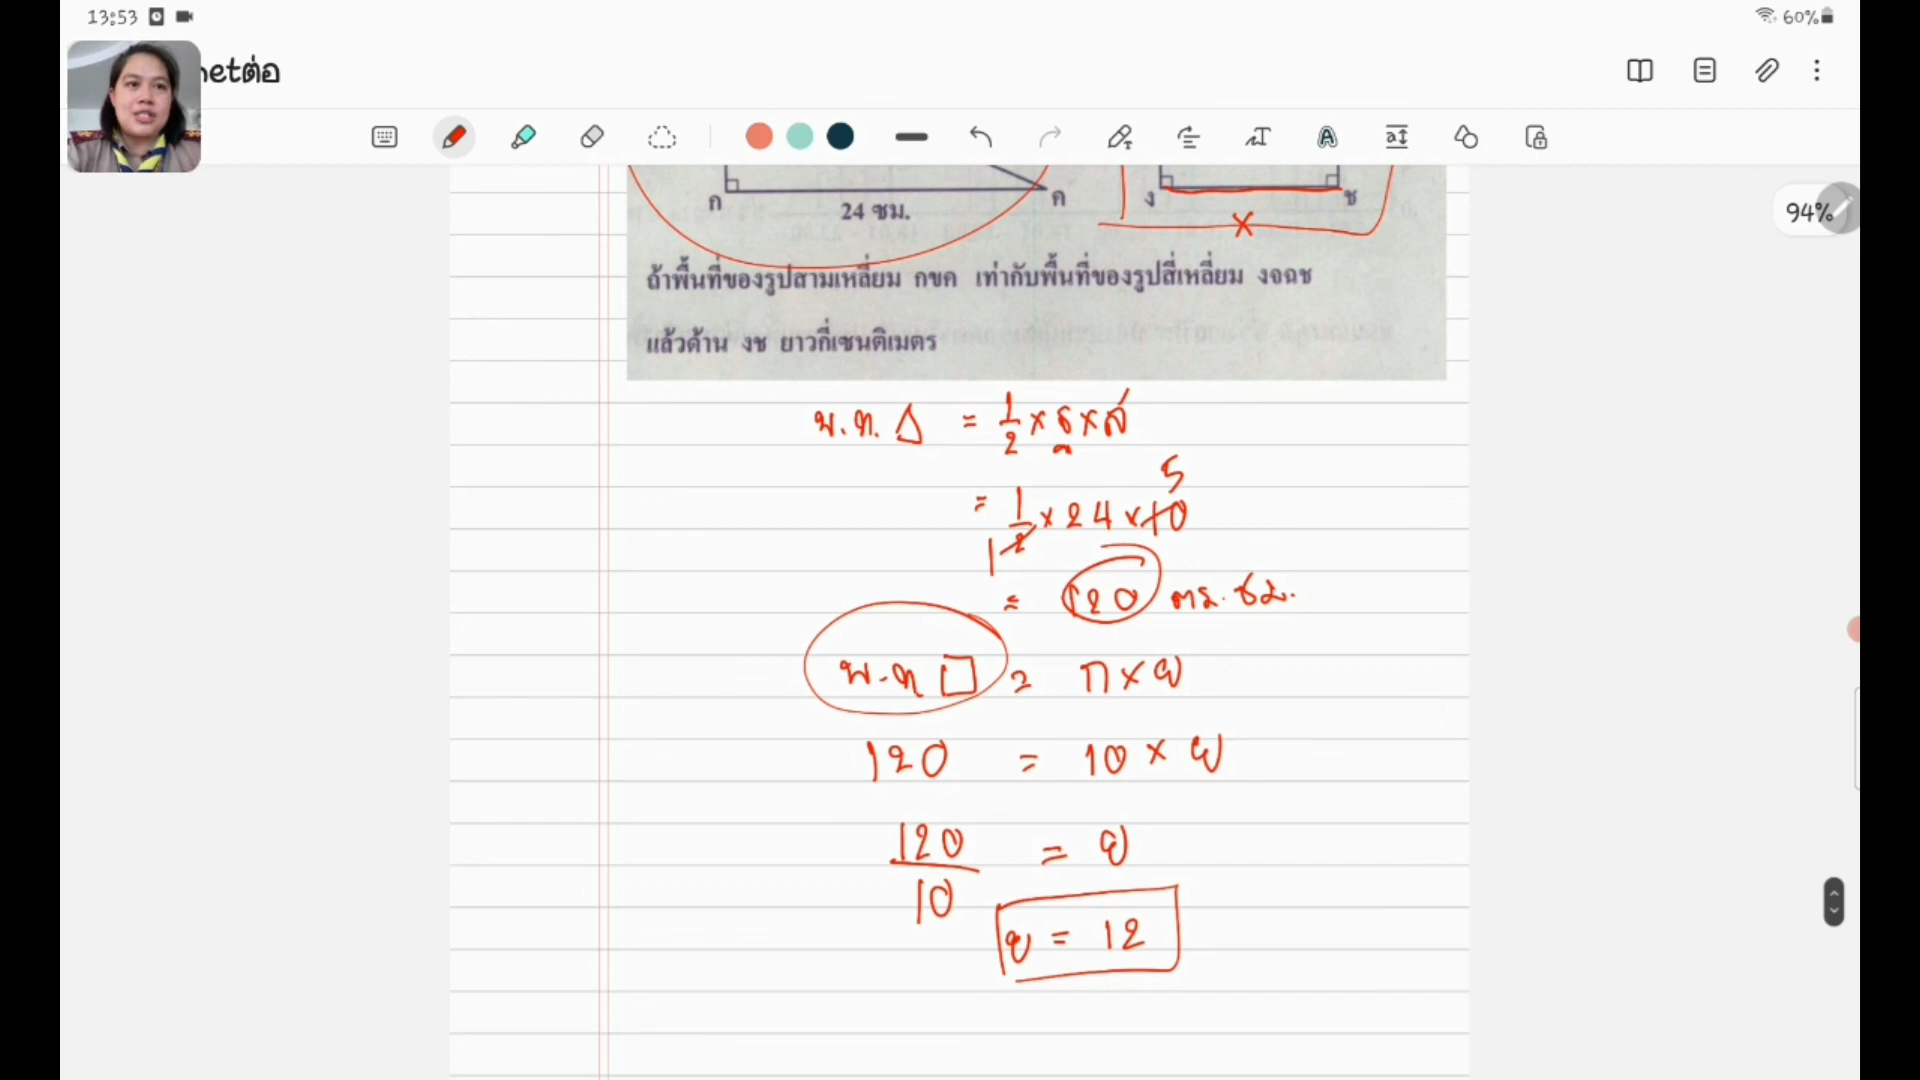 13:53 60%
netต่อ
94%
ก 24 ซม. ค ง ช
x
ถ้าพื้นที่ของรูปสามเหลี่ยม กขค เท่ากับพื้นที่ของรูปสี่เหลี่ยม งจฉช
แล้วด้าน งช ยาวกี่เซนติเมตร
พ.ท. △ = 1/2 × ฐ × ส
5
= 1/2 × 24 × 10
1
= 120 ตร.ซม.
พ.ท □ = ก × ย
120 = 10 × ย
120/10 = ย
ย = 12